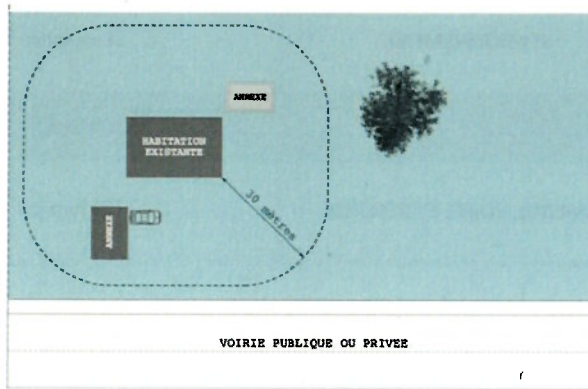 ANNEXE
HABITATION
EXISTANTE
30 mètres
ANNEXE
VOIRIE PUBLIQUE OU PRIVEE